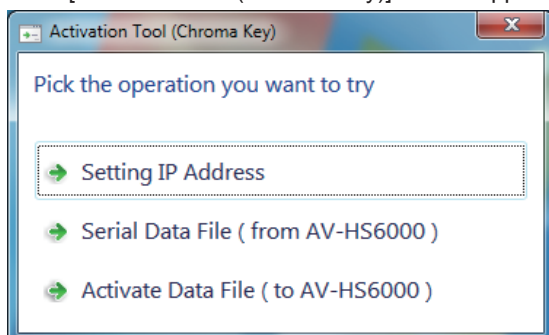 Activation Tool (Chroma Key)
Pick the operation you want to try
Setting IP Address
Serial Data File ( from AV-HS6000 )
Activate Data File ( to AV-HS6000 )